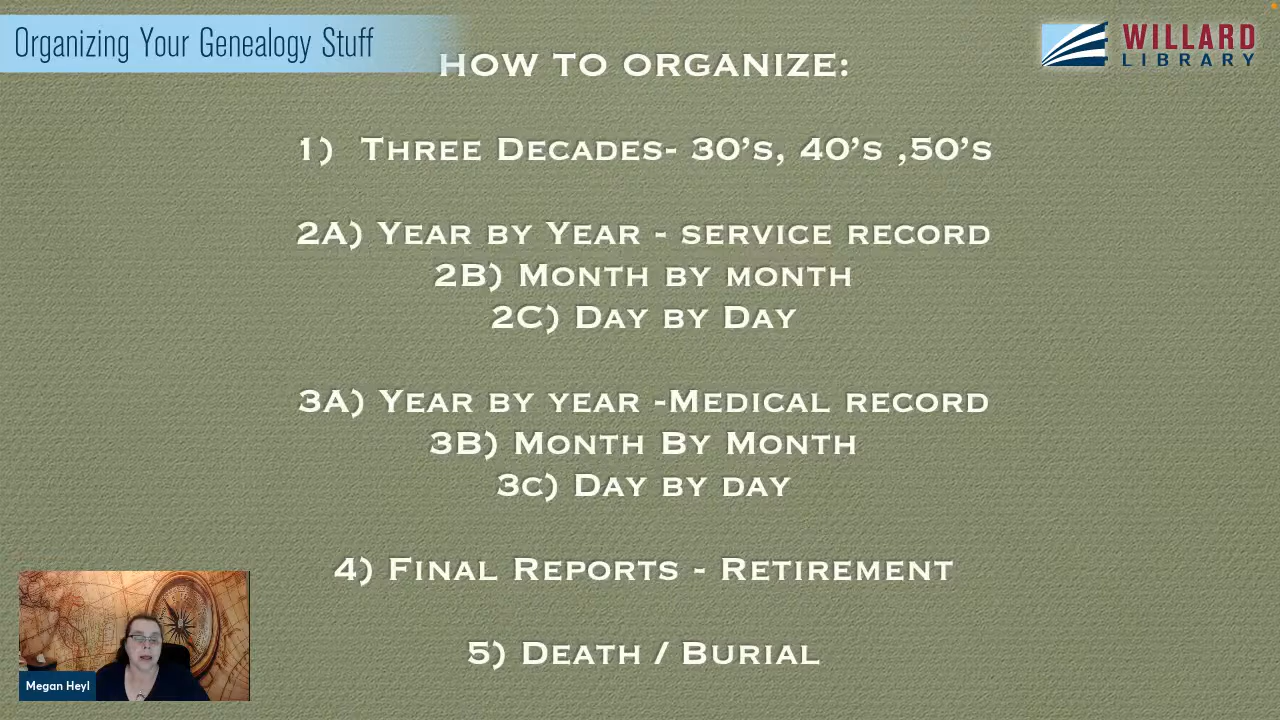 Organizing Your Genealogy Stuff
WILLARD
LIBRARY
HOW TO ORGANIZE:
1) THREE DECADES- 30'S, 40'S ,50'S
2A) YEAR BY YEAR - SERVICE RECORD
2B) MONTH BY MONTH
2C) DAY BY DAY
3A) YEAR BY YEAR -MEDICAL RECORD
3B) MONTH BY MONTH
3C) DAY BY DAY
4) FINAL REPORTS - RETIREMENT
5) DEATH / BURIAL
Megan Heyl